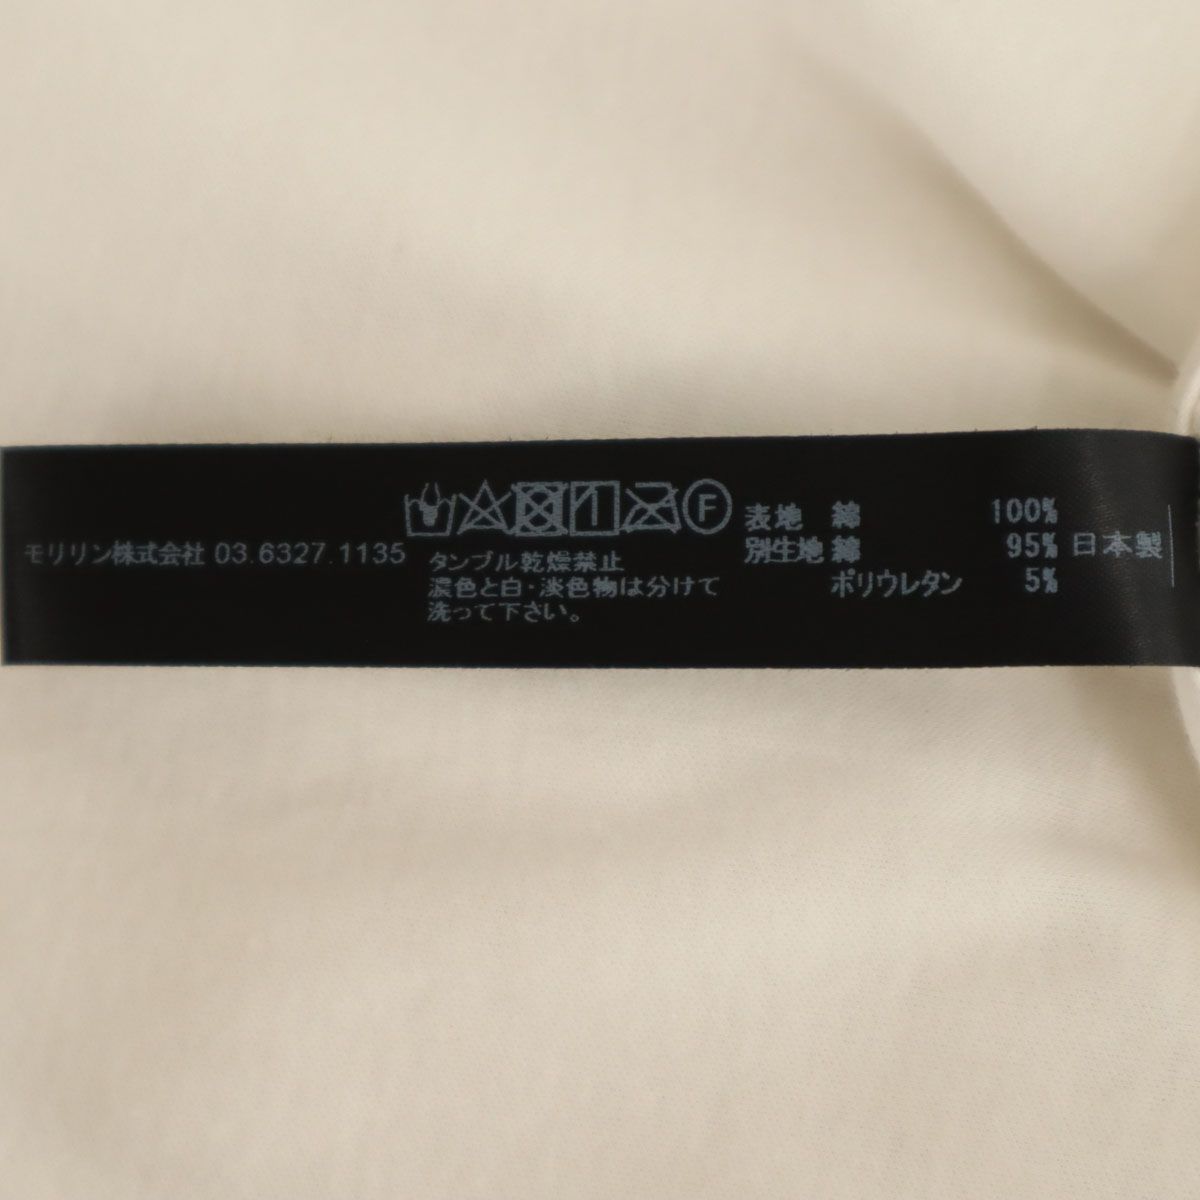 モリリン株式会社 03.6327.1135
F
タンブル乾燥禁止
濃色と白・淡色物は分けて
洗って下さい。
表地 綿 100%
別生地 綿 95%
ポリウレタン 5%
日本製